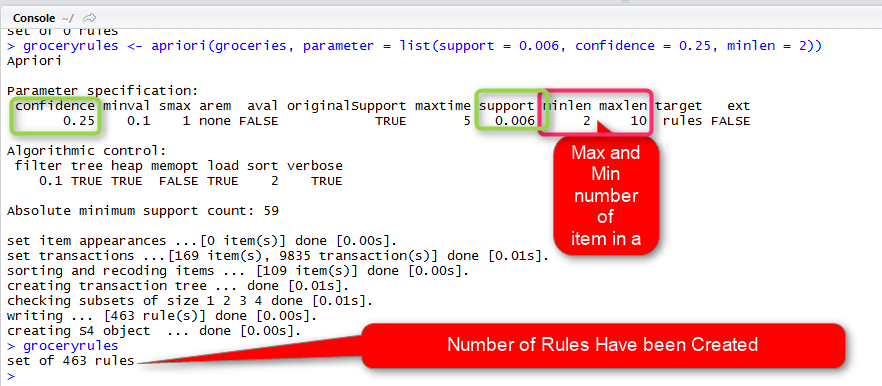 Console ~/
set of 0 rules
> groceryrules <- apriori(groceries, parameter = list(support = 0.006, confidence = 0.25, minlen = 2))
Apriori
Parameter specification:
confidence minval smax arem aval originalSupport maxtime support minlen maxlen target ext
0.25 0.1 1 none FALSE TRUE 5 0.006 2 10 rules FALSE
Algorithmic control:
filter tree heap memopt load sort verbose
0.1 TRUE TRUE FALSE TRUE 2 TRUE
Max and
Min
number
of
item in a
Absolute minimum support count: 59
set item appearances ...[0 item(s)] done [0.00s].
set transactions ...[169 item(s), 9835 transaction(s)] done [0.01s].
sorting and recoding items ... [109 item(s)] done [0.00s].
creating transaction tree ... done [0.01s].
checking subsets of size 1 2 3 4 done [0.01s].
writing ... [463 rule(s)] done [0.00s].
creating S4 object ... done [0.00s].
> groceryrules
set of 463 rules
Number of Rules Have been Created
>